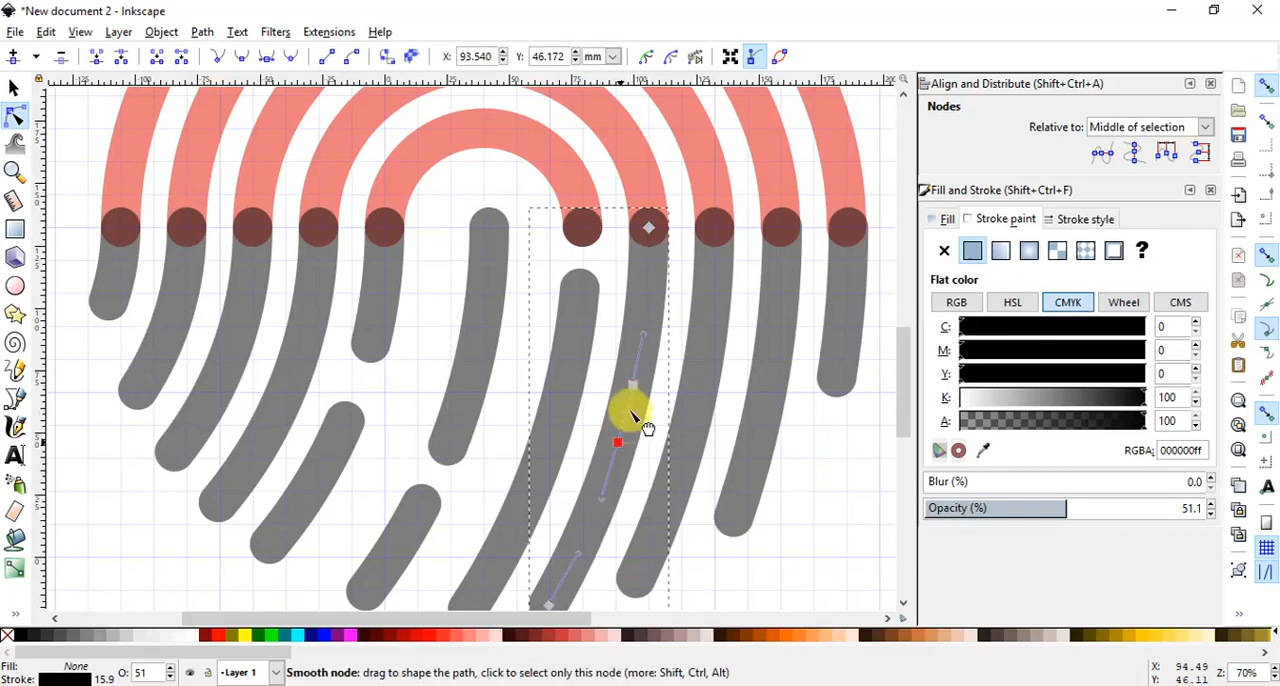 *New document 2 - Inkscape
File Edit View Layer Object Path Text Filters Extensions Help
X: 93.540 Y: 46.172 mm
Align and Distribute (Shift+Ctrl+A)
Nodes
Relative to: Middle of selection
Fill and Stroke (Shift+Ctrl+F)
Fill Stroke paint Stroke style
?
Flat color
RGB HSL CMYK Wheel CMS
C: 0
M: 0
Y: 0
K: 100
A: 100
RGBA: 000000ff
Blur (%) 0.0
Opacity (%) 51.1
Fill: None
Stroke: 15.9
O: 51
Layer 1
Smooth node: drag to shape the path, click to select only this node (more: Shift, Ctrl, Alt)
X: 94.49
Y: 46.11
Z: 70%